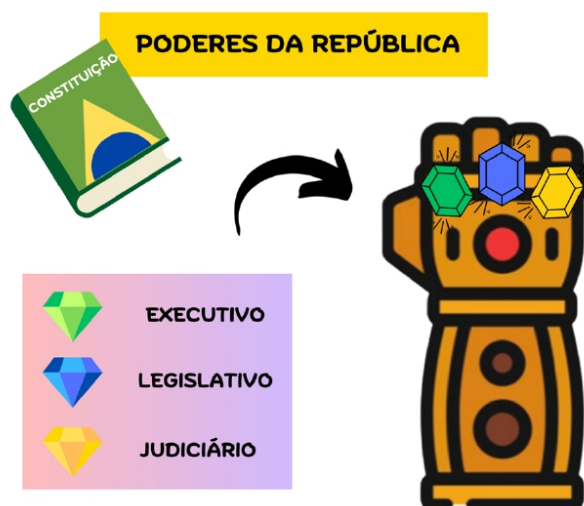 PODERES DA REPÚBLICA
CONSTITUIÇÃO
EXECUTIVO
LEGISLATIVO
JUDICIÁRIO